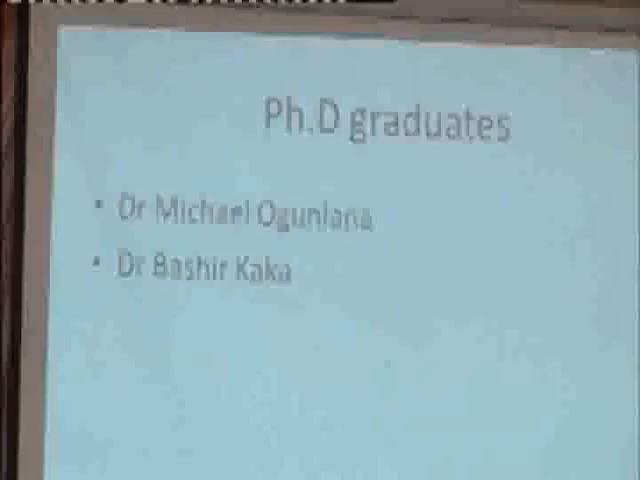 Ph.D graduates
• Dr Michael Ogunlana
• Dr Bashir Kaka